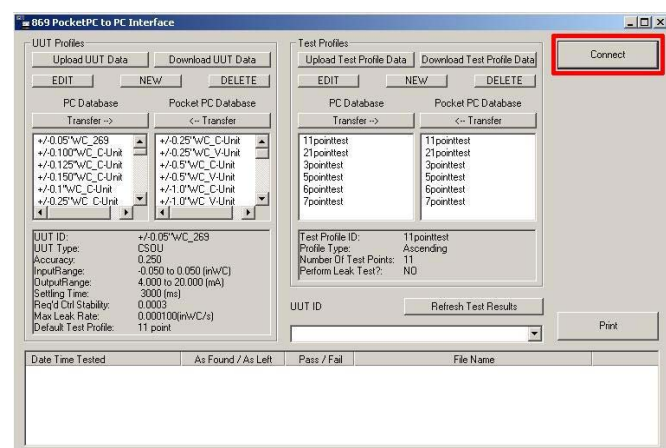 869 PocketPC to PC Interface
UUT Profiles
Upload UUT Data Download UUT Data
EDIT NEW DELETE
PC Database Pocket PC Database
Transfer --> <-- Transfer
+/-0.05"WC_269
+/-0.100"WC_C-Unit
+/-0.125"WC_C-Unit
+/-0.150"WC_C-Unit
+/-0.1"WC_C-Unit
+/-0.25"WC C-Unit
+/-0.25"WC_C-Unit
+/-0.25"WC_V-Unit
+/-0.5"WC_C-Unit
+/-0.5"WC_V-Unit
+/-1.0"WC_C-Unit
+/-1.0"WC V-Unit
UUT ID: +/-0.05"WC_269
UUT Type: CSOU
Accuracy: 0.250
InputRange: -0.050 to 0.050 (inWC)
OutputRange: 4.000 to 20.000 (mA)
Settling Time: 3000 (ms)
Req'd Ctrl Stability: 0.0003
Max Leak Rate: 0.000100(inWC/s)
Default Test Profile: 11 point
Test Profiles
Upload Test Profile Data Download Test Profile Data
EDIT NEW DELETE
PC Database Pocket PC Database
Transfer --> <-- Transfer
11pointtest
21pointtest
3pointtest
5pointtest
6pointtest
7pointtest
11pointtest
21pointtest
3pointtest
5pointtest
6pointtest
7pointtest
Test Profile ID: 11pointtest
Profile Type: Ascending
Number Of Test Points: 11
Perform Leak Test?: NO
UUT ID Refresh Test Results
Connect
Print
Date Time Tested As Found / As Left Pass / Fail File Name